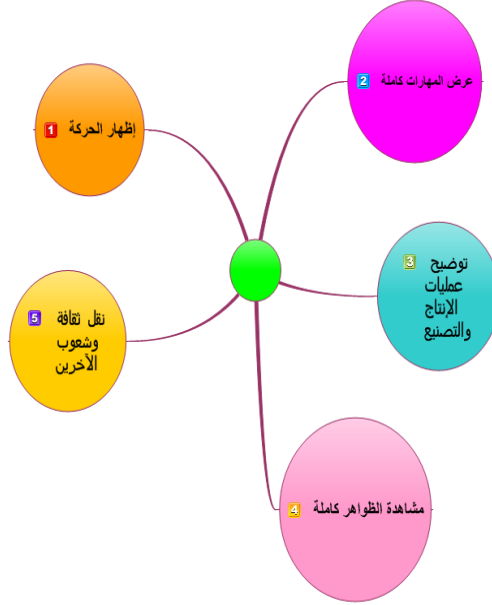 1 إظهار الحركة
2 عرض المهارات كاملة
3 توضيح
عمليات
الإنتاج
والتصنيع
4 مشاهدة الظواهر كاملة
5 نقل ثقافة
وشعوب
الآخرين